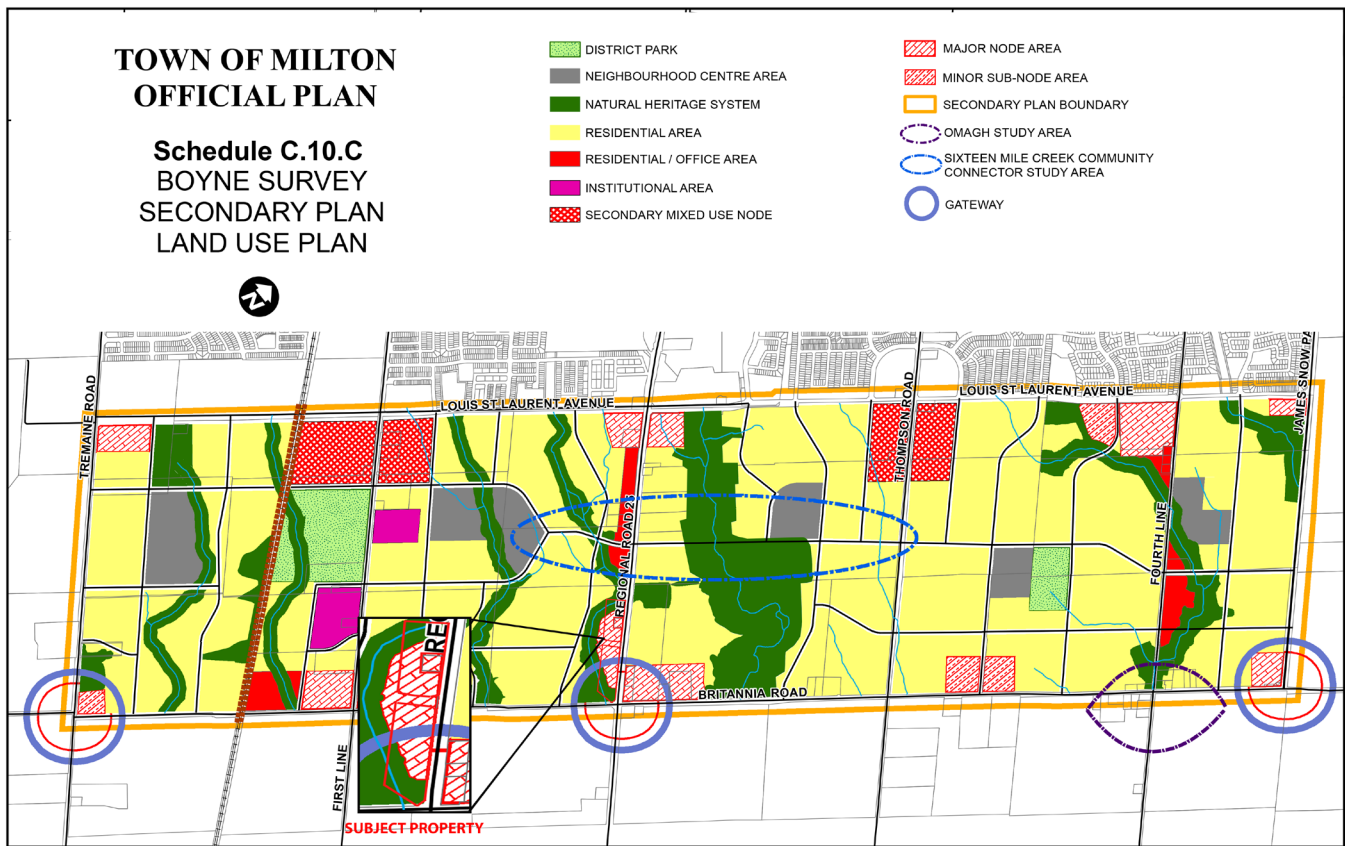 TOWN OF MILTON
OFFICIAL PLAN
Schedule C.10.C
BOYNE SURVEY
SECONDARY PLAN
LAND USE PLAN
N
DISTRICT PARK
NEIGHBOURHOOD CENTRE AREA
NATURAL HERITAGE SYSTEM
RESIDENTIAL AREA
RESIDENTIAL / OFFICE AREA
INSTITUTIONAL AREA
SECONDARY MIXED USE NODE
MAJOR NODE AREA
MINOR SUB-NODE AREA
SECONDARY PLAN BOUNDARY
OMAGH STUDY AREA
SIXTEEN MILE CREEK COMMUNITY
CONNECTOR STUDY AREA
GATEWAY
TREMAINE ROAD
LOUIS ST LAURENT AVENUE
LOUIS ST LAURENT AVENUE
THOMPSON ROAD
JAMES SNOW PA
REGIONAL ROAD 25
FOURTH LINE
BRITANNIA ROAD
FIRST LINE
RE
SUBJECT PROPERTY